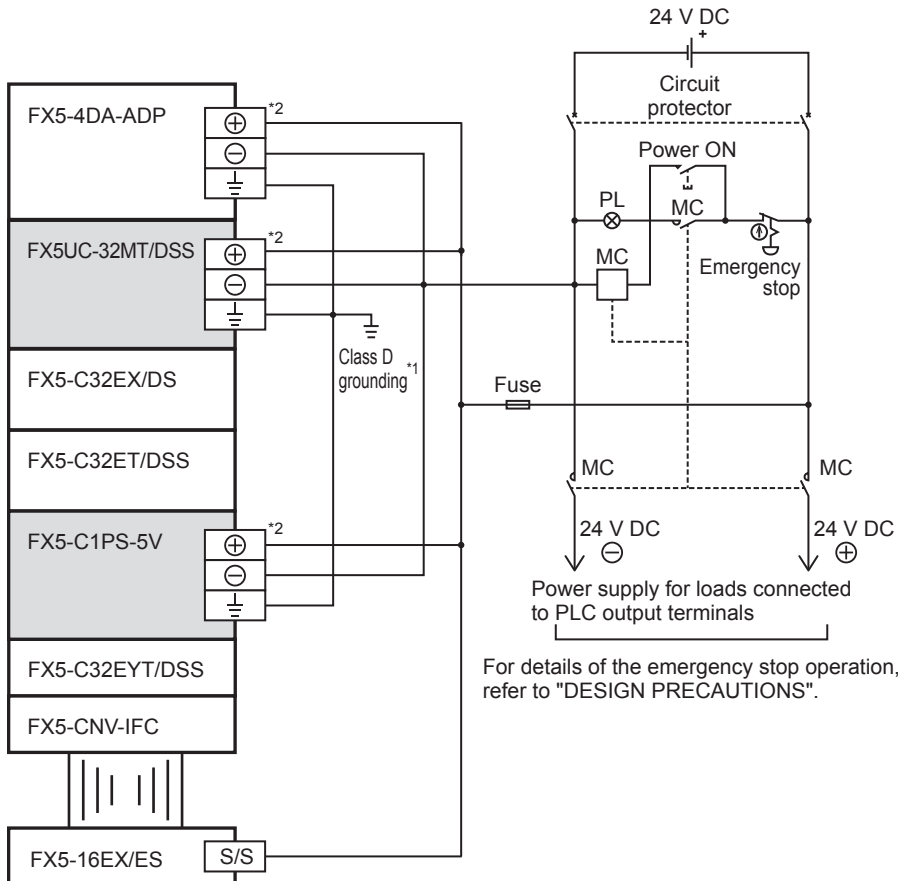 24 V DC
+
Circuit
protector
Power ON
PL
MC
MC
Emergency
stop
FX5-4DA-ADP
*2
FX5UC-32MT/DSS
*2
Class D
grounding *1
Fuse
FX5-C32EX/DS
FX5-C32ET/DSS
MC
MC
FX5-C1PS-5V
*2
24 V DC
24 V DC
Power supply for loads connected
to PLC output terminals
FX5-C32EYT/DSS
For details of the emergency stop operation,
refer to "DESIGN PRECAUTIONS".
FX5-CNV-IFC
FX5-16EX/ES
S/S